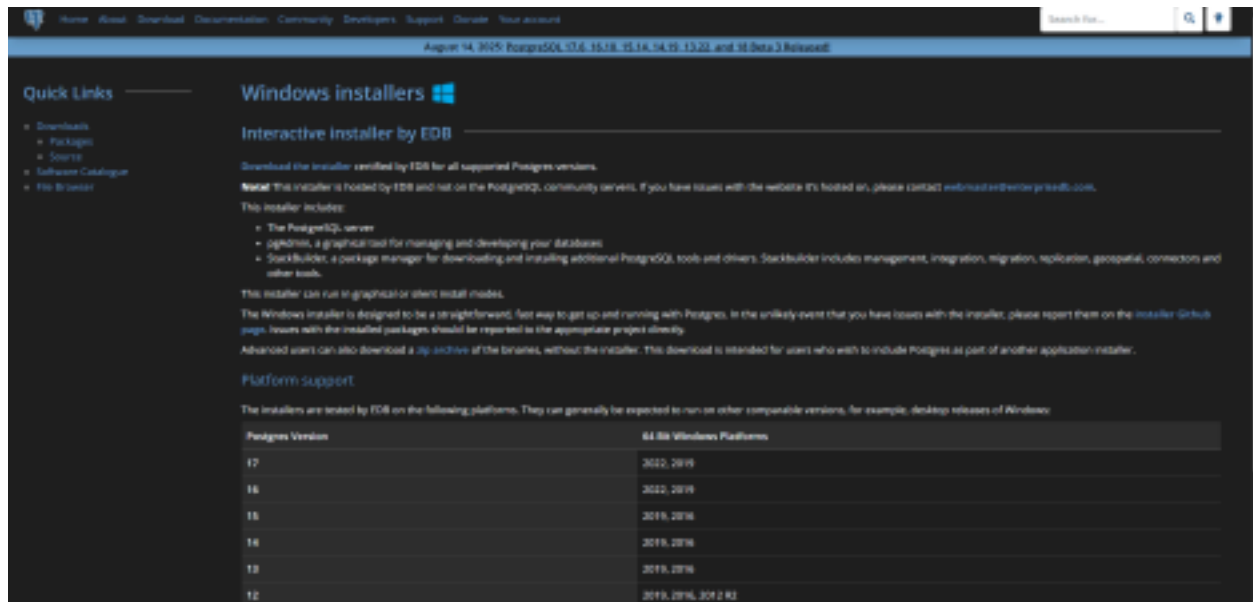 Home About Download Documentation Community Developers Support Donate Your account
Search for...
August 14, 2025: PostgreSQL 17.6, 16.10, 15.14, 14.19, 13.22, and 18 Beta 3 Released!
Quick Links
Downloads
Packages
Source
Software Catalogue
File Browser
Windows installers
Interactive installer by EDB
Download the installer certified by EDB for all supported Postgres versions.
Note! This installer is hosted by EDB and not on the PostgreSQL community servers. If you have issues with the website it's hosted on, please contact webmaster@enterprisedb.com.
This installer includes:
The PostgreSQL server
pgAdmin, a graphical tool for managing and developing your databases
StackBuilder, a package manager for downloading and installing additional PostgreSQL tools and drivers. Stackbuilder includes management, integration, migration, replication, geospatial, connectors and
other tools.
This installer can run in graphical or silent install modes.
The Windows installer is designed to be a straightforward, fast way to get up and running with Postgres. In the unlikely event that you have issues with the installer, please report them on the installer Github
page. Issues with the installed packages should be reported to the appropriate project directly.
Advanced users can also download a zip archive of the binaries, without the installer. This download is intended for users who wish to include Postgres as part of another application installer.
Platform support
The installers are tested by EDB on the following platforms. They can generally be expected to run on other comparable versions, for example, desktop releases of Windows:
Postgres Version 64 Bit Windows Platforms
17 2022, 2019
16 2022, 2019
15 2019, 2016
14 2019, 2016
13 2019, 2016
12 2019, 2016, 2012 R2